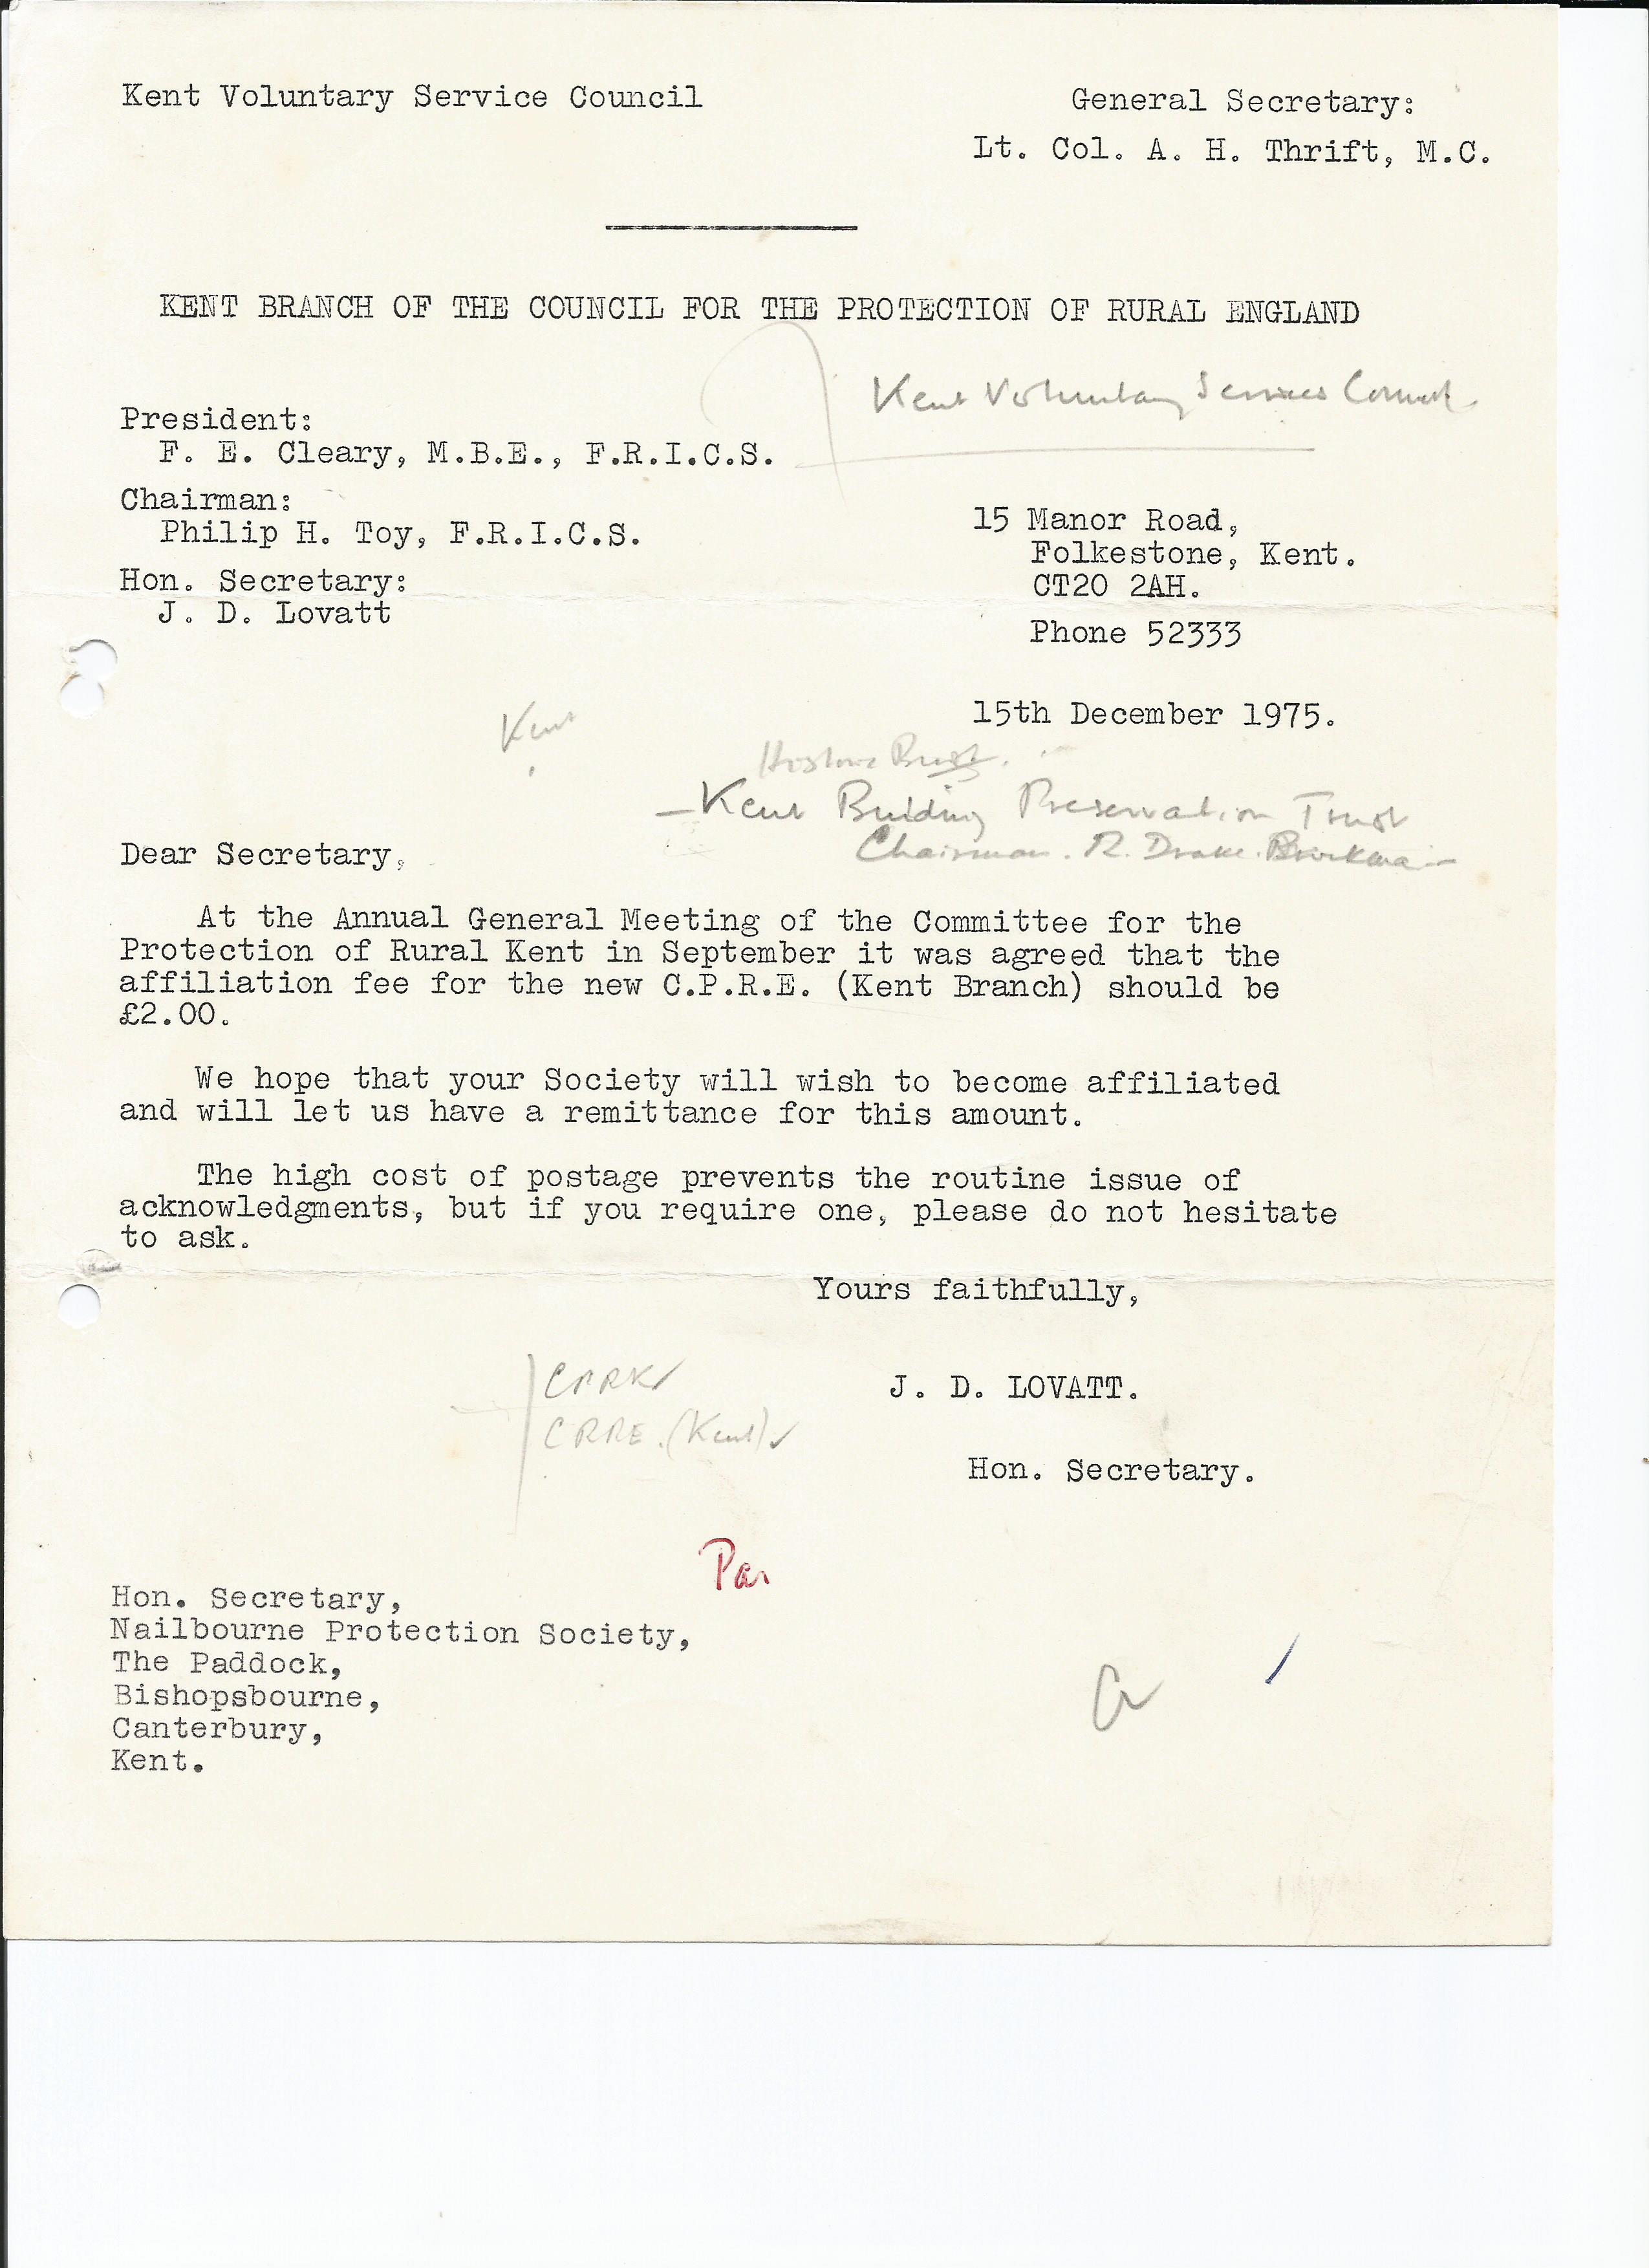 Kent Voluntary Service Council
General Secretary:
Lt. Col. A. H. Thrift, M.C.
KENT BRANCH OF THE COUNCIL FOR THE PROTECTION OF RURAL ENGLAND
Kent Voluntary Services Council
President:
F. E. Cleary, M.B.E., F.R.I.C.S.
Chairman:
Philip H. Toy, F.R.I.C.S.
Hon. Secretary:
J. D. Lovatt
15 Manor Road,
Folkestone, Kent.
CT20 2AH.
Phone 52333
15th December 1975.
Kent
Kent Building Preservation Trust
Chairman. R. Drake. Brockman
Dear Secretary,
At the Annual General Meeting of the Committee for the
Protection of Rural Kent in September it was agreed that the
affiliation fee for the new C.P.R.E. (Kent Branch) should be
£2.00.
We hope that your Society will wish to become affiliated
and will let us have a remittance for this amount.
The high cost of postage prevents the routine issue of
acknowledgments, but if you require one, please do not hesitate
to ask.
Yours faithfully,
CPRK
(Kent)
J. D. LOVATT.
Hon. Secretary.
Hon. Secretary,
Nailbourne Protection Society,
The Paddock,
Bishopsbourne,
Canterbury,
Kent.